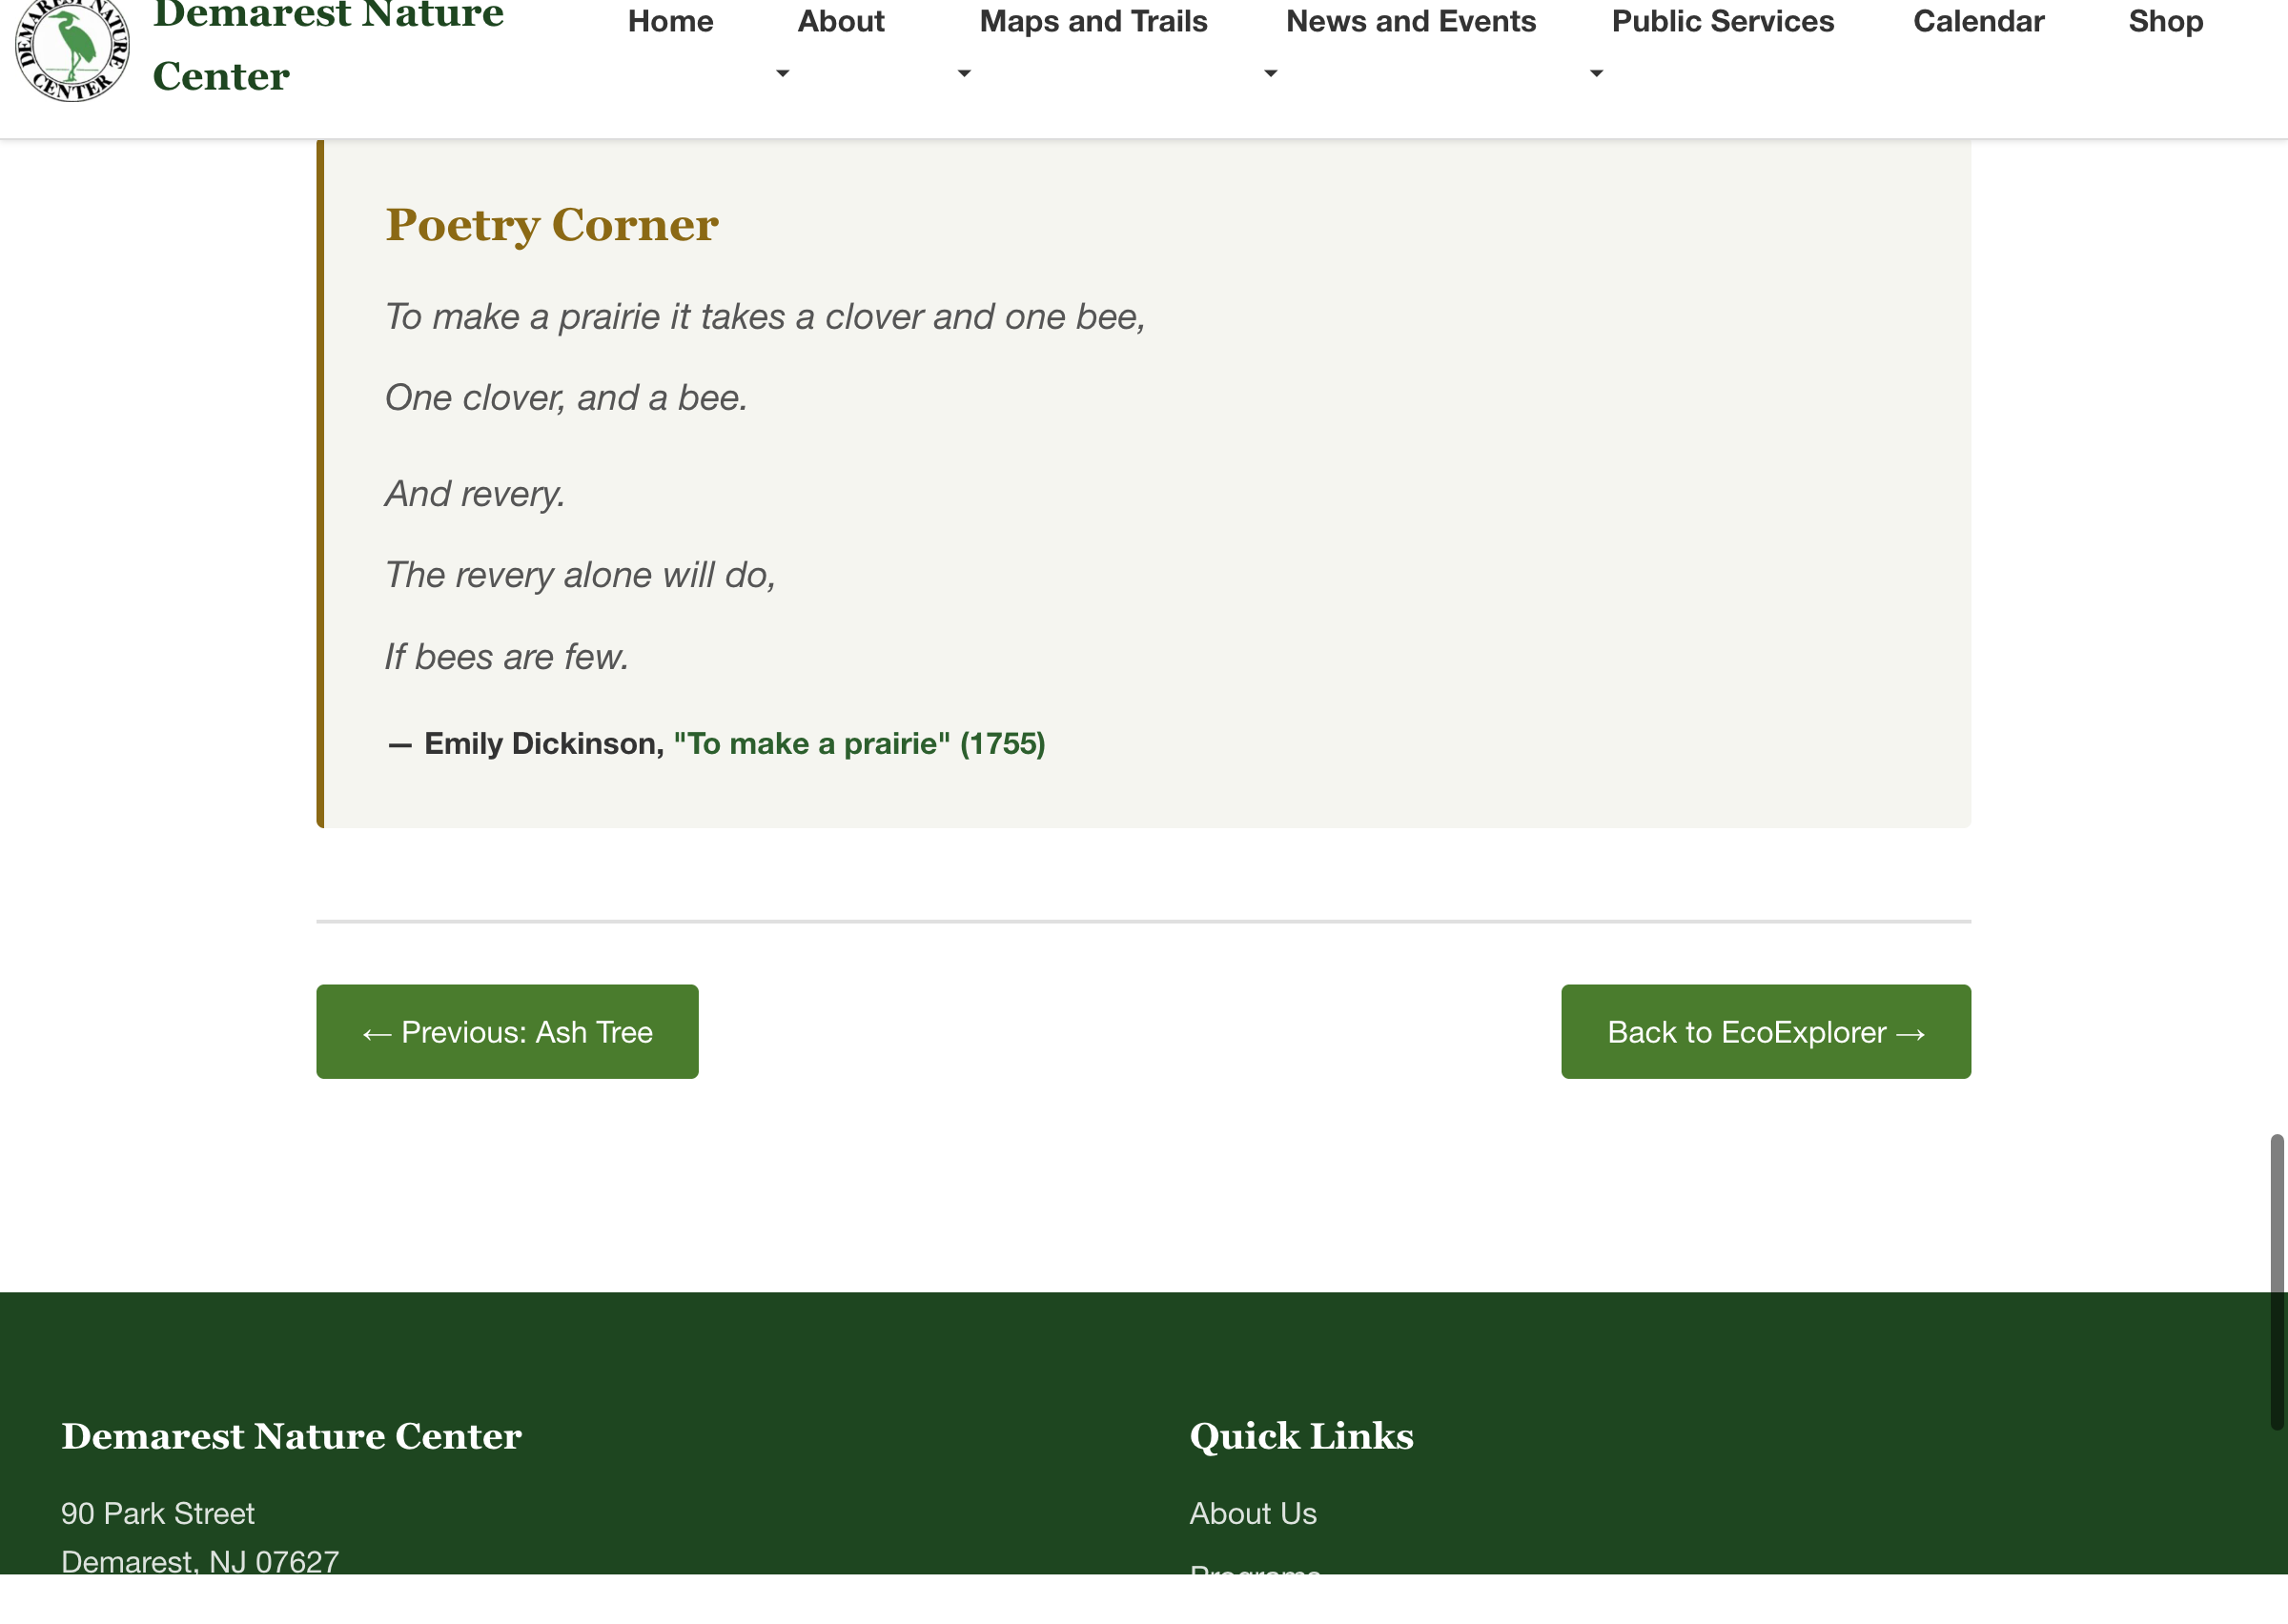 DEMAREST NATURE CENTER
Demarest Nature
Center
Home About Maps and Trails News and Events Public Services Calendar Shop
Poetry Corner
To make a prairie it takes a clover and one bee,
One clover, and a bee.
And revery.
The revery alone will do,
If bees are few.
— Emily Dickinson, "To make a prairie" (1755)
← Previous: Ash Tree
Back to EcoExplorer →
Demarest Nature Center
90 Park Street
Demarest, NJ 07627
Quick Links
About Us
Programs